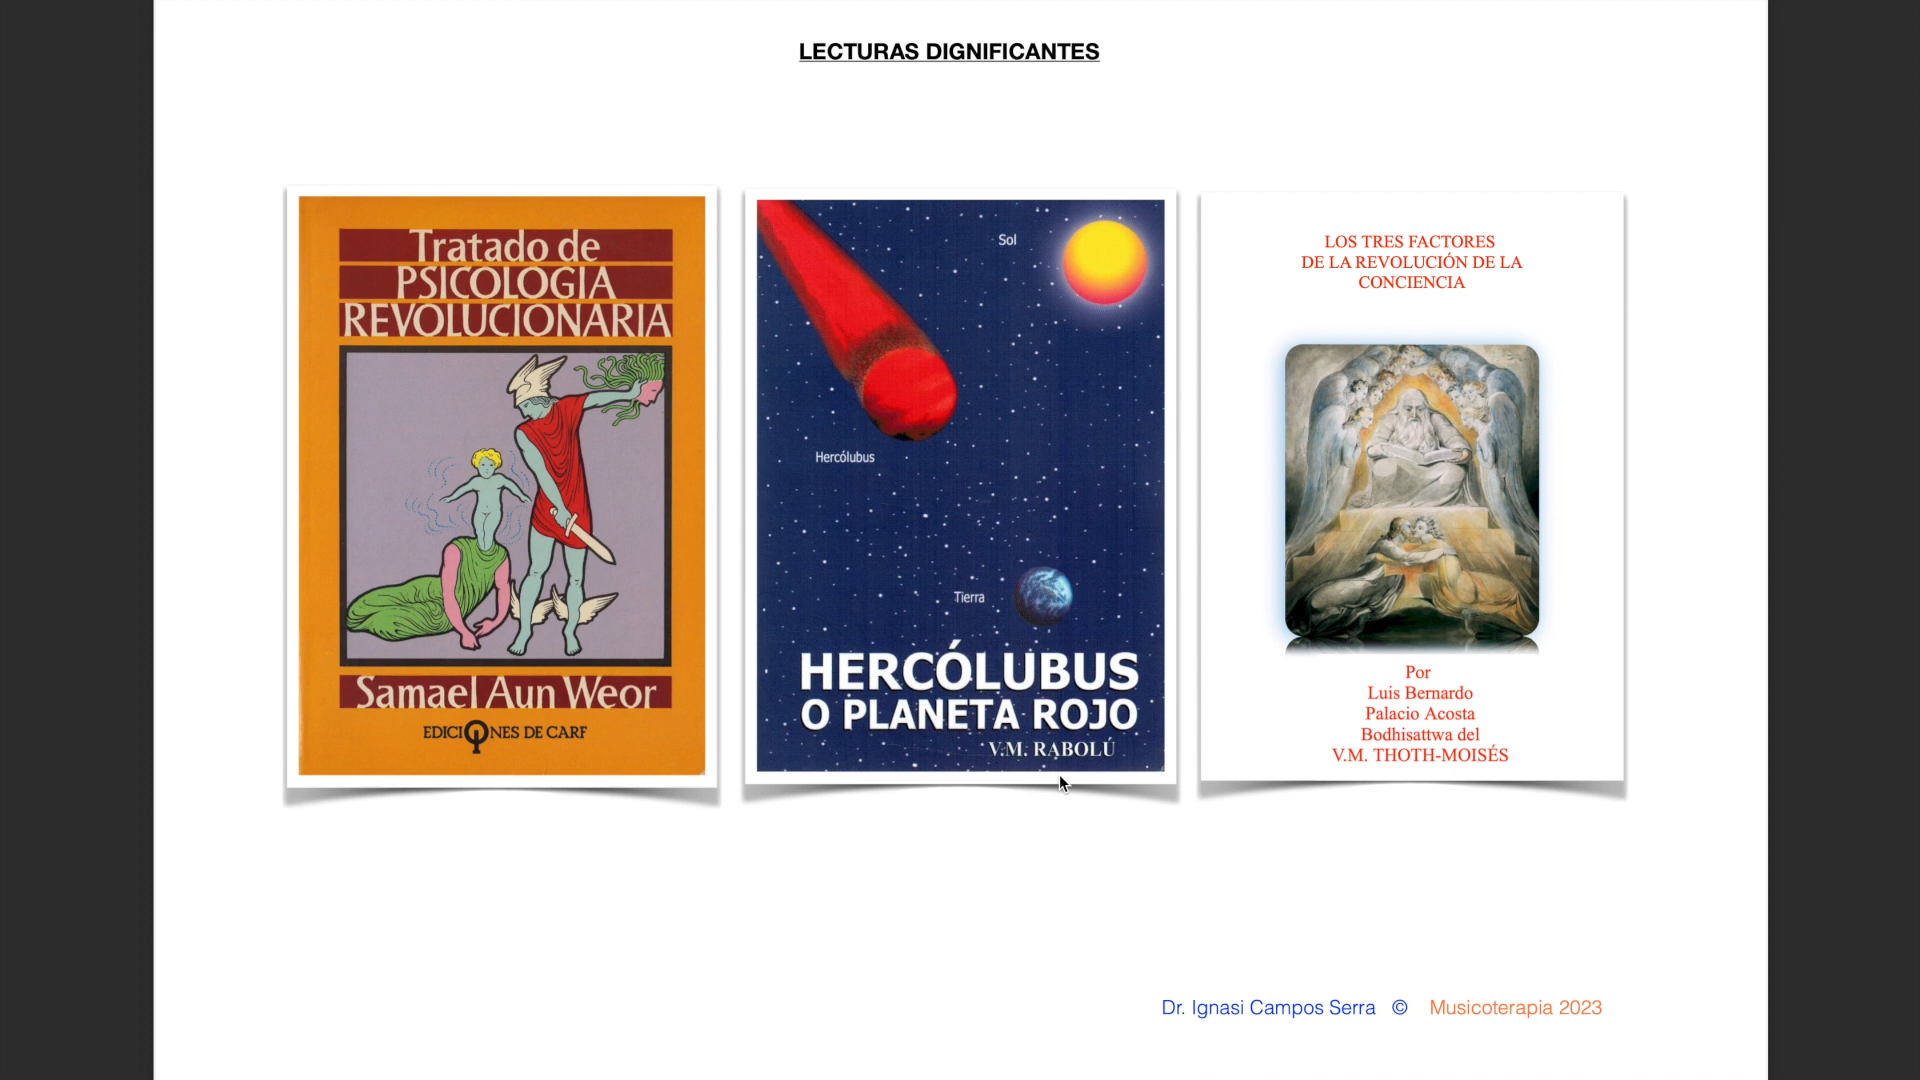 LECTURAS DIGNIFICANTES
Tratado de
PSICOLOGIA
REVOLUCIONARIA
Samael Aun Weor
EDICIONES DE CARF
Sol
Hercólubus
Tierra
HERCÓLUBUS
O PLANETA ROJO
V.M. RABOLÚ
LOS TRES FACTORES
DE LA REVOLUCIÓN DE LA
CONCIENCIA
Por
Luis Bernardo
Palacio Acosta
Bodhisattwa del
V.M. THOTH-MOISÉS
Dr. Ignasi Campos Serra © Musicoterapia 2023